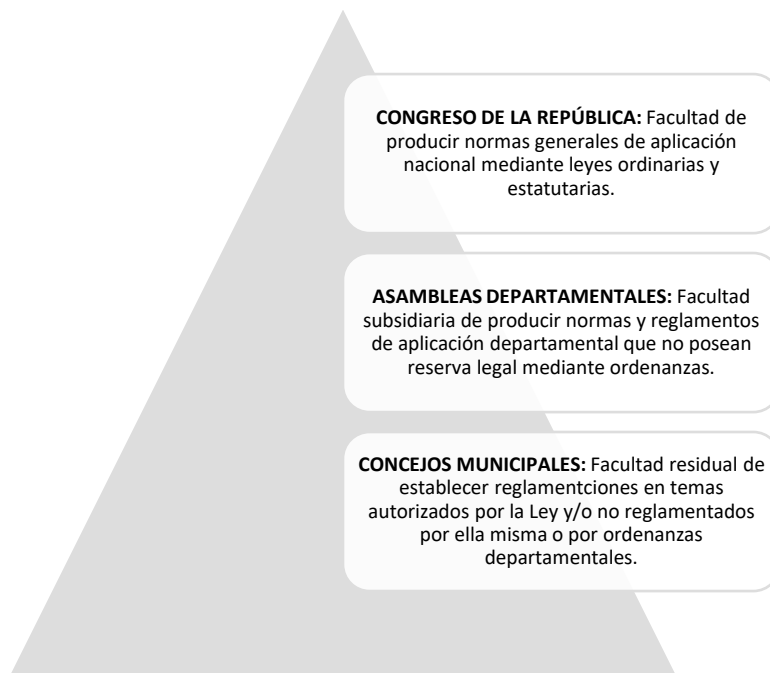 CONGRESO DE LA REPÚBLICA: Facultad de
producir normas generales de aplicación
nacional mediante leyes ordinarias y
estatutarias.
ASAMBLEAS DEPARTAMENTALES: Facultad
subsidiaria de producir normas y reglamentos
de aplicación departamental que no posean
reserva legal mediante ordenanzas.
CONCEJOS MUNICIPALES: Facultad residual de
establecer reglamentciones en temas
autorizados por la Ley y/o no reglamentados
por ella misma o por ordenanzas
departamentales.